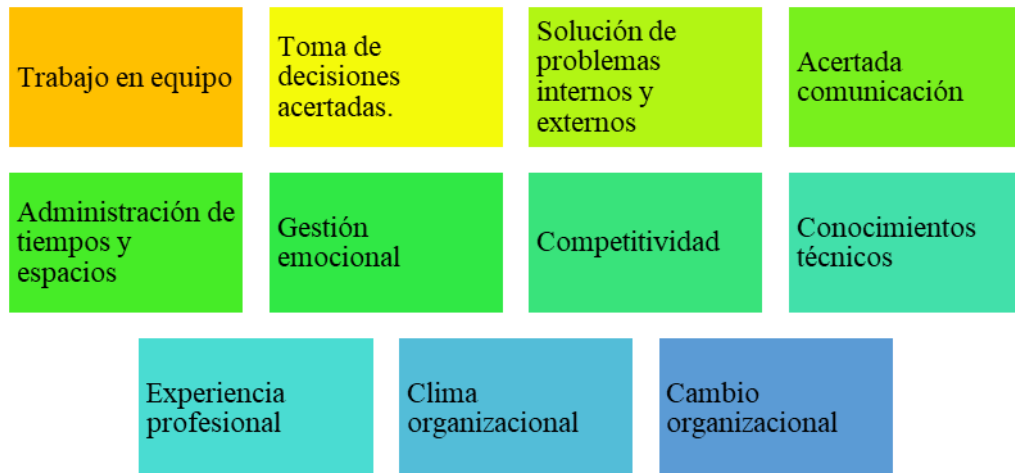 Trabajo en equipo
Toma de
decisiones
acertadas.
Solución de
problemas
internos y
externos
Acertada
comunicación
Administración de
tiempos y
espacios
Gestión
emocional
Competitividad
Conocimientos
técnicos
Experiencia
profesional
Clima
organizacional
Cambio
organizacional